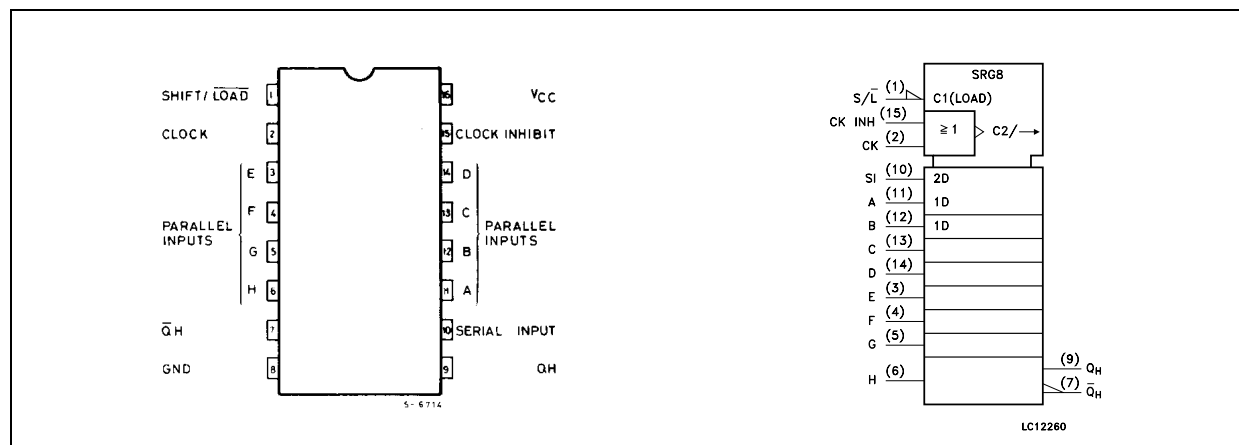 SHIFT/L̅O̅A̅D̅ 1 16 VCC
CLOCK 2 15 CLOCK INHIBIT
E 3 14 D
F 4 13 C
PARALLEL INPUTS PARALLEL INPUTS
G 5 12 B
H 6 11 A
Q̅H 7 10 SERIAL INPUT
GND 8 9 QH
S-6714
SRG8
S/L̅ (1) C1(LOAD)
CK INH (15) ≥1 C2/→
CK (2)
SI (10) 2D
A (11) 1D
B (12) 1D
C (13)
D (14)
E (3)
F (4)
G (5)
H (6)
(9) QH
(7) Q̅H
LC12260